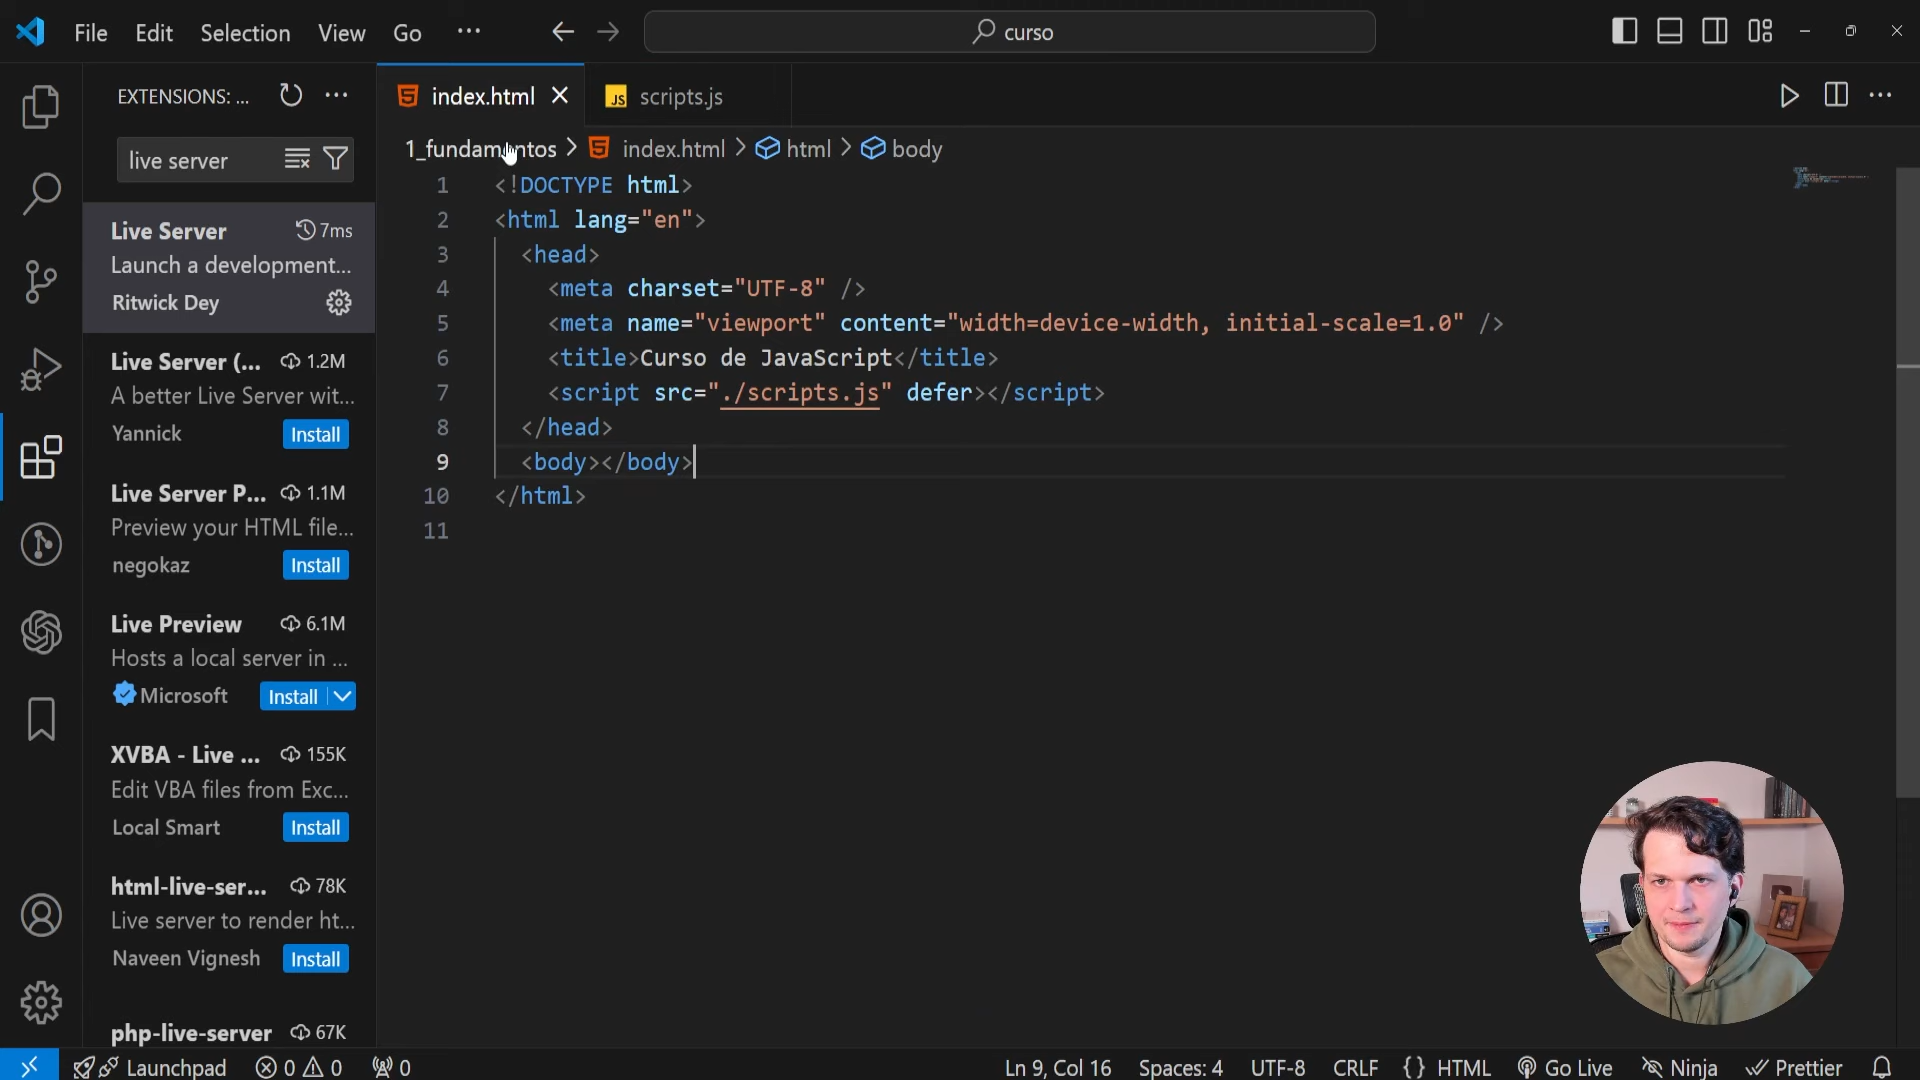 File Edit Selection View Go ··· curso
EXTENSIONS: ... ···
live server
Live Server 7ms
Launch a development...
Ritwick Dey
Live Server (... 1.2M
A better Live Server wit...
Yannick Install
Live Server P... 1.1M
Preview your HTML file...
negokaz Install
Live Preview 6.1M
Hosts a local server in ...
Microsoft Install
XVBA - Live ... 155K
Edit VBA files from Exc...
Local Smart Install
html-live-ser... 78K
Live server to render ht...
Naveen Vignesh Install
php-live-server 67K
index.html JS scripts.js
1_fundamentos > index.html > html > body
1 <!DOCTYPE html>
2 <html lang="en">
3 <head>
4 <meta charset="UTF-8" />
5 <meta name="viewport" content="width=device-width, initial-scale=1.0" />
6 <title>Curso de JavaScript</title>
7 <script src="./scripts.js" defer></script>
8 </head>
9 <body></body>
10 </html>
11
Launchpad 0 0 0 Ln 9, Col 16 Spaces: 4 UTF-8 CRLF {} HTML Go Live Ninja Prettier